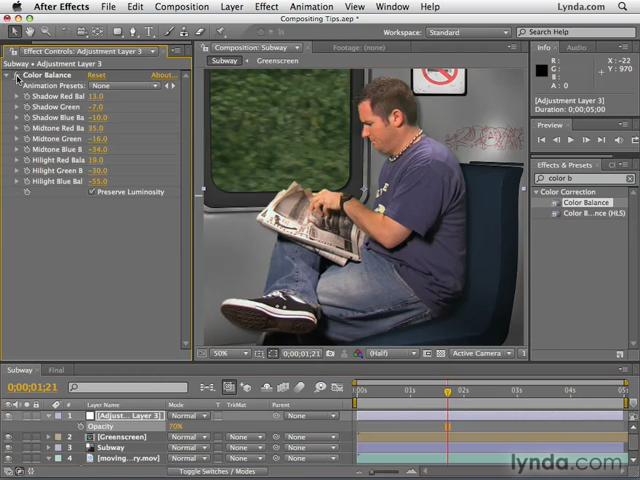 After Effects File Edit Composition Layer Effect Animation View Window Help Lynda.com
Compositing Tips.aep *
Workspace: Standard Search Help
Effect Controls: Adjustment Layer 3
Subway • Adjustment Layer 3
Color Balance Reset About...
Animation Presets: None
Shadow Red Bal 13.0
Shadow Green -7.0
Shadow Blue Ba -10.0
Midtone Red Ba 35.0
Midtone Green -16.0
Midtone Blue B -34.0
Hilight Red Bala 19.0
Hilight Green B -30.0
Hilight Blue Bal -55.0
Preserve Luminosity
Composition: Subway Footage: (none)
Subway Greenscreen
50% 0;00;01;21 (Half) Active Camera
Info Audio
R: X: -22
G: Y: 970
B:
A:
[Adjustment Layer 3]
Preview
Effects & Presets
color b
Color Correction
Color Balance
Color B...nce (HLS)
Subway Final
0;00;01;21
# Layer Name Mode T TrkMat Parent
1 [Adjust... Layer 3] Normal None
Opacity 70%
2 [Greenscreen] Normal None None
3 Subway Normal None None
4 [moving...ry.mov] Normal None None
Toggle Switches / Modes
:00s 01s 02s 03s 04s 05s
lynda.com